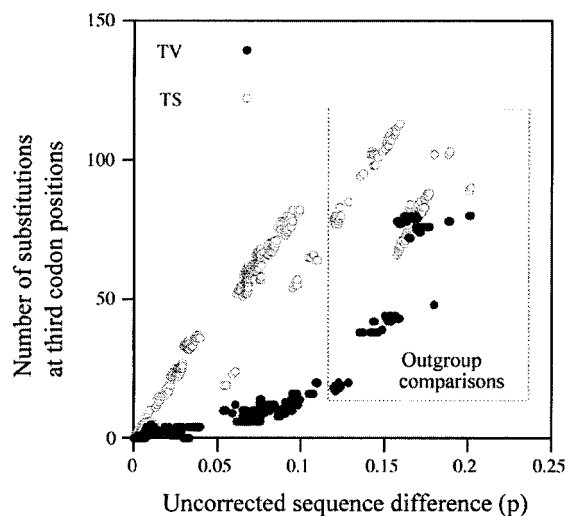 150
TV
TS
100
50
0
Number of substitutions
at third codon positions
Outgroup
comparisons
0
0.05
0.1
0.15
0.2
0.25
Uncorrected sequence difference (p)